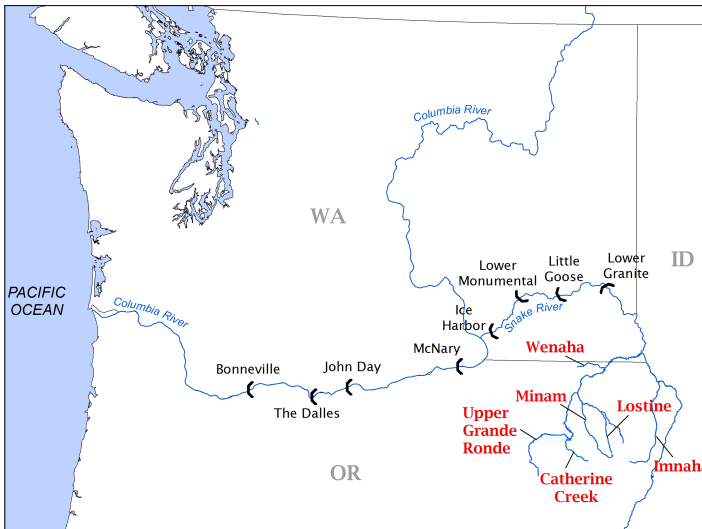 Columbia River
WA
ID
Lower
Granite
Little
Goose
Lower
Monumental
PACIFIC
OCEAN
Columbia River
Ice
Harbor
Snake River
McNary
Wenaha
John Day
Bonneville
The Dalles
Minam
Lostine
Upper
Grande
Ronde
Catherine
Creek
Imnaha
OR